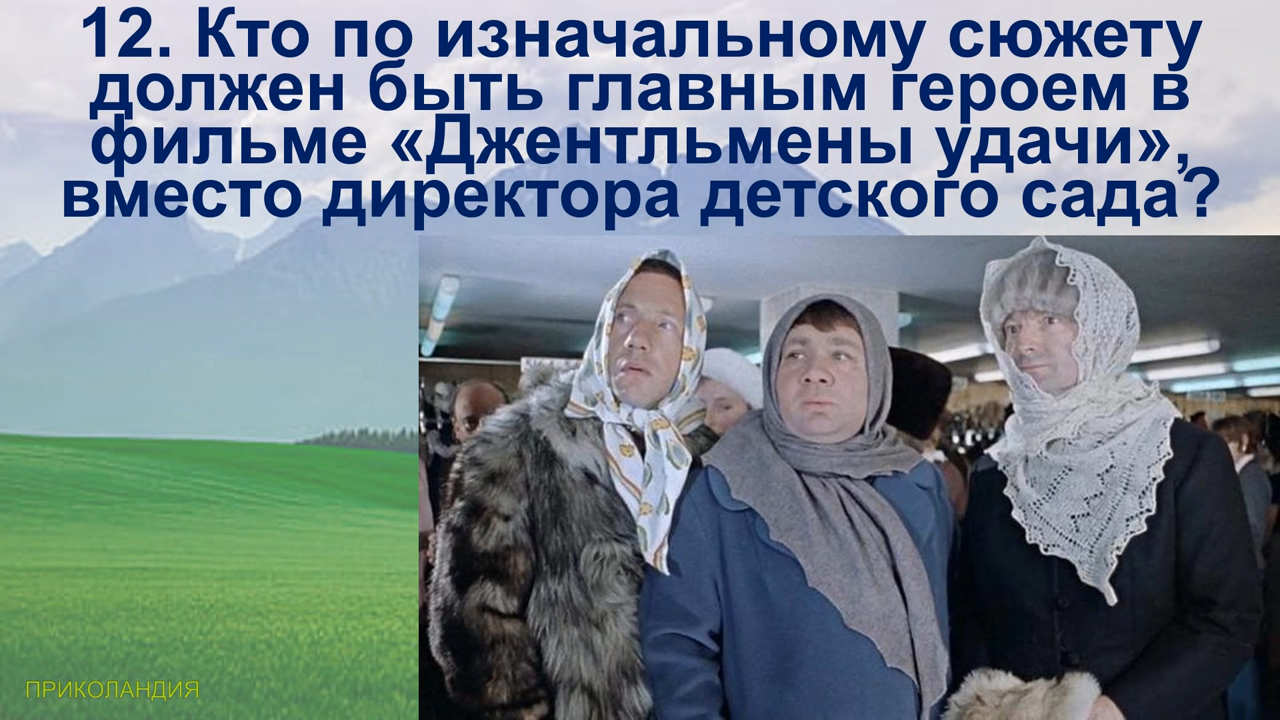 12. Кто по изначальному сюжету
должен быть главным героем в
фильме «Джентльмены удачи»,
вместо директора детского сада?
ПРИКОЛАНДИЯ